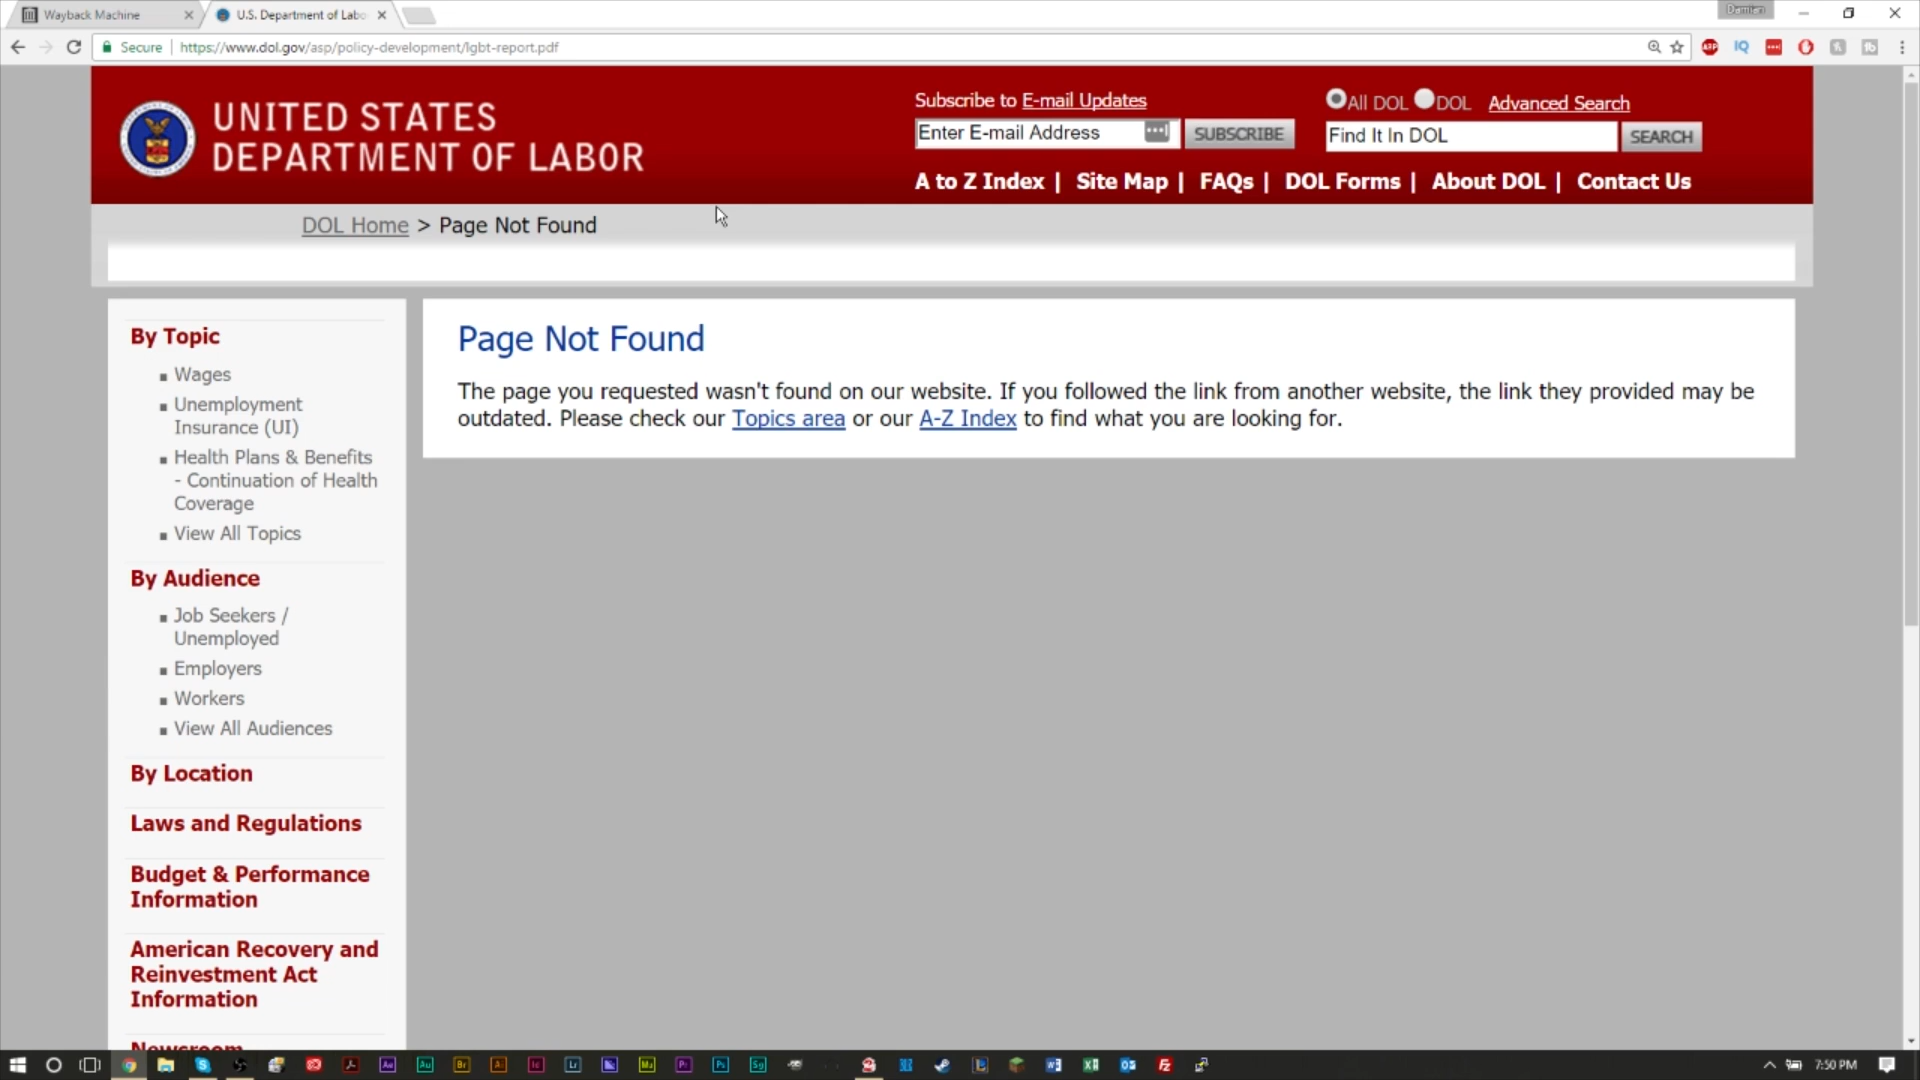 Wayback Machine
U.S. Department of Labo
Damian
Secure
https://www.dol.gov/asp/policy-development/lgbt-report.pdf
UNITED STATES
DEPARTMENT OF LABOR
Subscribe to E-mail Updates
Enter E-mail Address
SUBSCRIBE
All DOL DOL Advanced Search
Find It In DOL
SEARCH
A to Z Index | Site Map | FAQs | DOL Forms | About DOL | Contact Us
DOL Home > Page Not Found
By Topic
Wages
Unemployment
Insurance (UI)
Health Plans & Benefits
- Continuation of Health
Coverage
View All Topics
By Audience
Job Seekers /
Unemployed
Employers
Workers
View All Audiences
By Location
Laws and Regulations
Budget & Performance
Information
American Recovery and
Reinvestment Act
Information
Newsroom
Page Not Found
The page you requested wasn't found on our website. If you followed the link from another website, the link they provided may be
outdated. Please check our Topics area or our A-Z Index to find what you are looking for.
7:50 PM